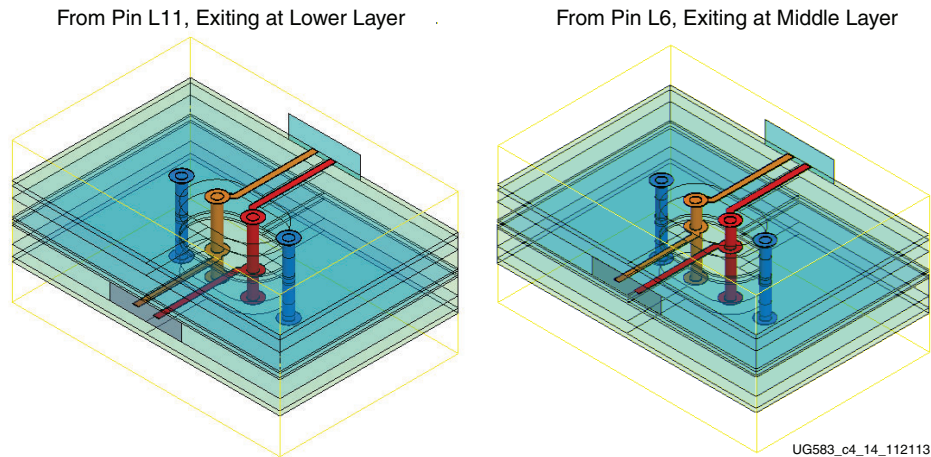 From Pin L11, Exiting at Lower Layer
From Pin L6, Exiting at Middle Layer
UG583_c4_14_112113